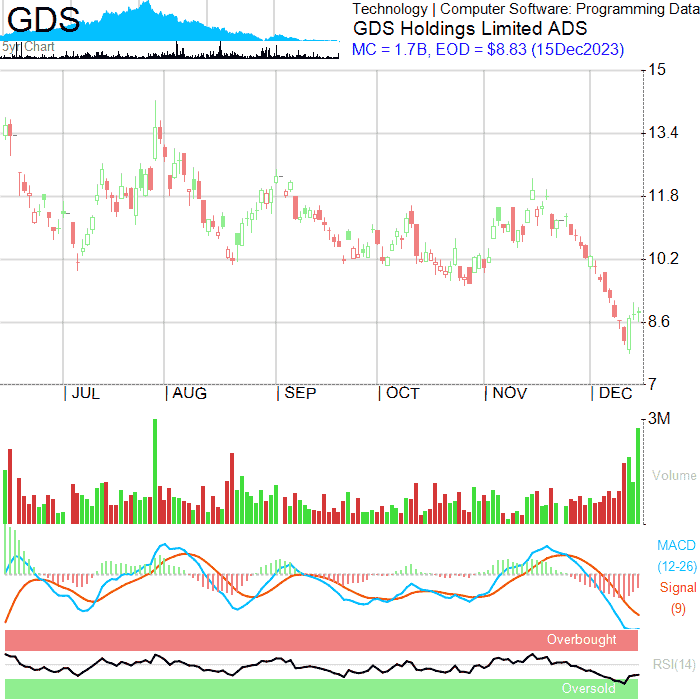 GDS
Technology | Computer Software: Programming Data
GDS Holdings Limited ADS
5yr Chart
MC = 1.7B, EOD = $8.83 (15Dec2023)
15
13.4
11.8
10.2
8.6
7
| JUL | AUG | SEP | OCT | NOV | DEC
3M
Volume
MACD
(12-26)
Signal
(9)
Overbought
RSI(14)
Oversold